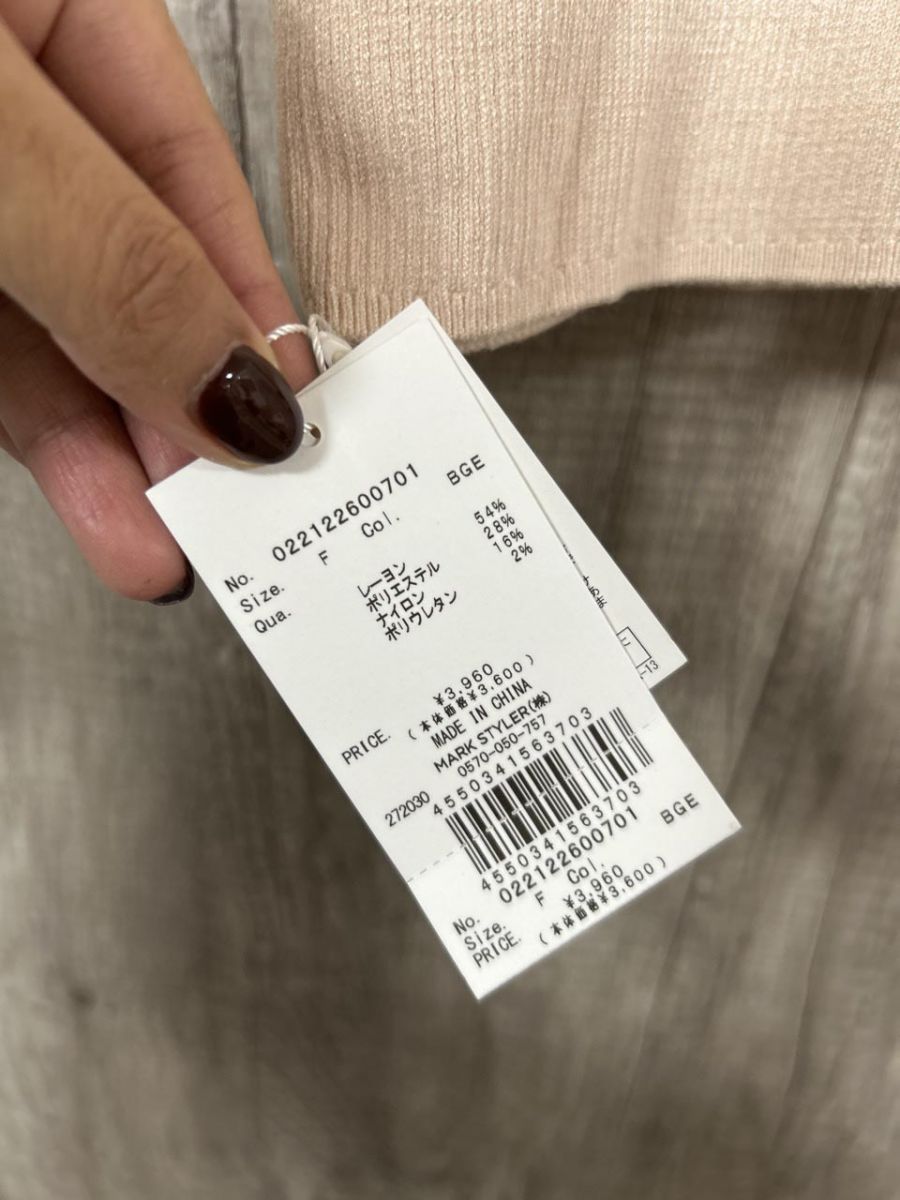 No. 022122600701
Size. F Col. BGE
Qua. レーヨン 54%
ポリエステル 28%
ナイロン 16%
ポリウレタン 2%
PRICE. ¥3,960
(本体価格¥3,600)
MADE IN CHINA
MARK STYLER(株)
0570-050-757
272030 4550341563703
4550341563703
No. 022122600701
Size. F Col. BGE
PRICE. ¥3,960
(本体価格¥3,600)
-13